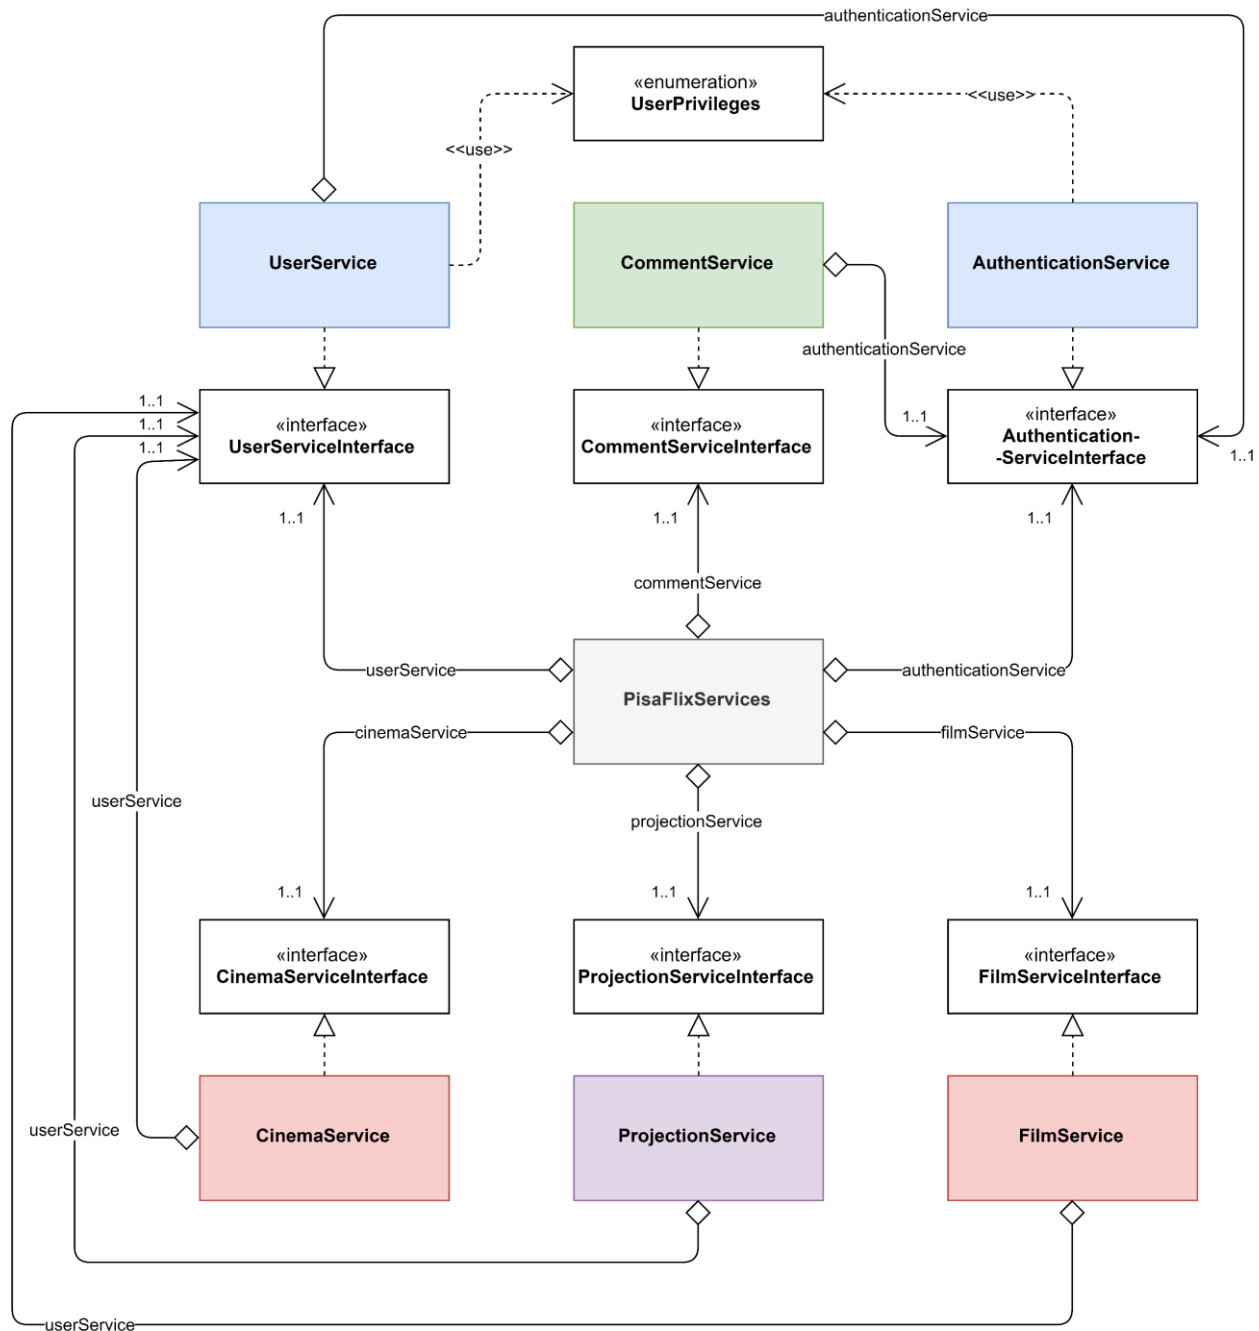 authenticationService
«enumeration»
UserPrivileges
<<use>>
<<use>>
UserService
CommentService
AuthenticationService
authenticationService
1..1
1..1
1..1
«interface»
UserServiceInterface
«interface»
CommentServiceInterface
1..1
«interface»
Authentication-
-ServiceInterface
1..1
1..1
1..1
1..1
commentService
userService
PisaFlixServices
authenticationService
cinemaService
filmService
userService
projectionService
1..1
1..1
1..1
«interface»
CinemaServiceInterface
«interface»
ProjectionServiceInterface
«interface»
FilmServiceInterface
userService
CinemaService
ProjectionService
FilmService
userService